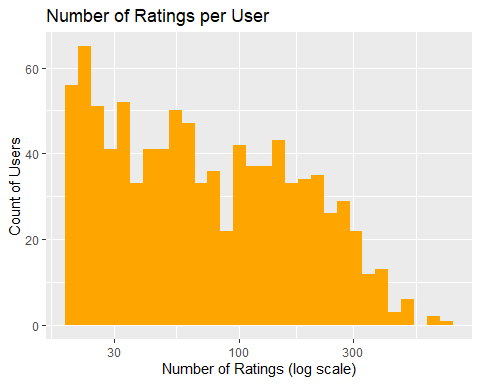 Number of Ratings per User
Count of Users
60
40
20
0
30 100 300
Number of Ratings (log scale)